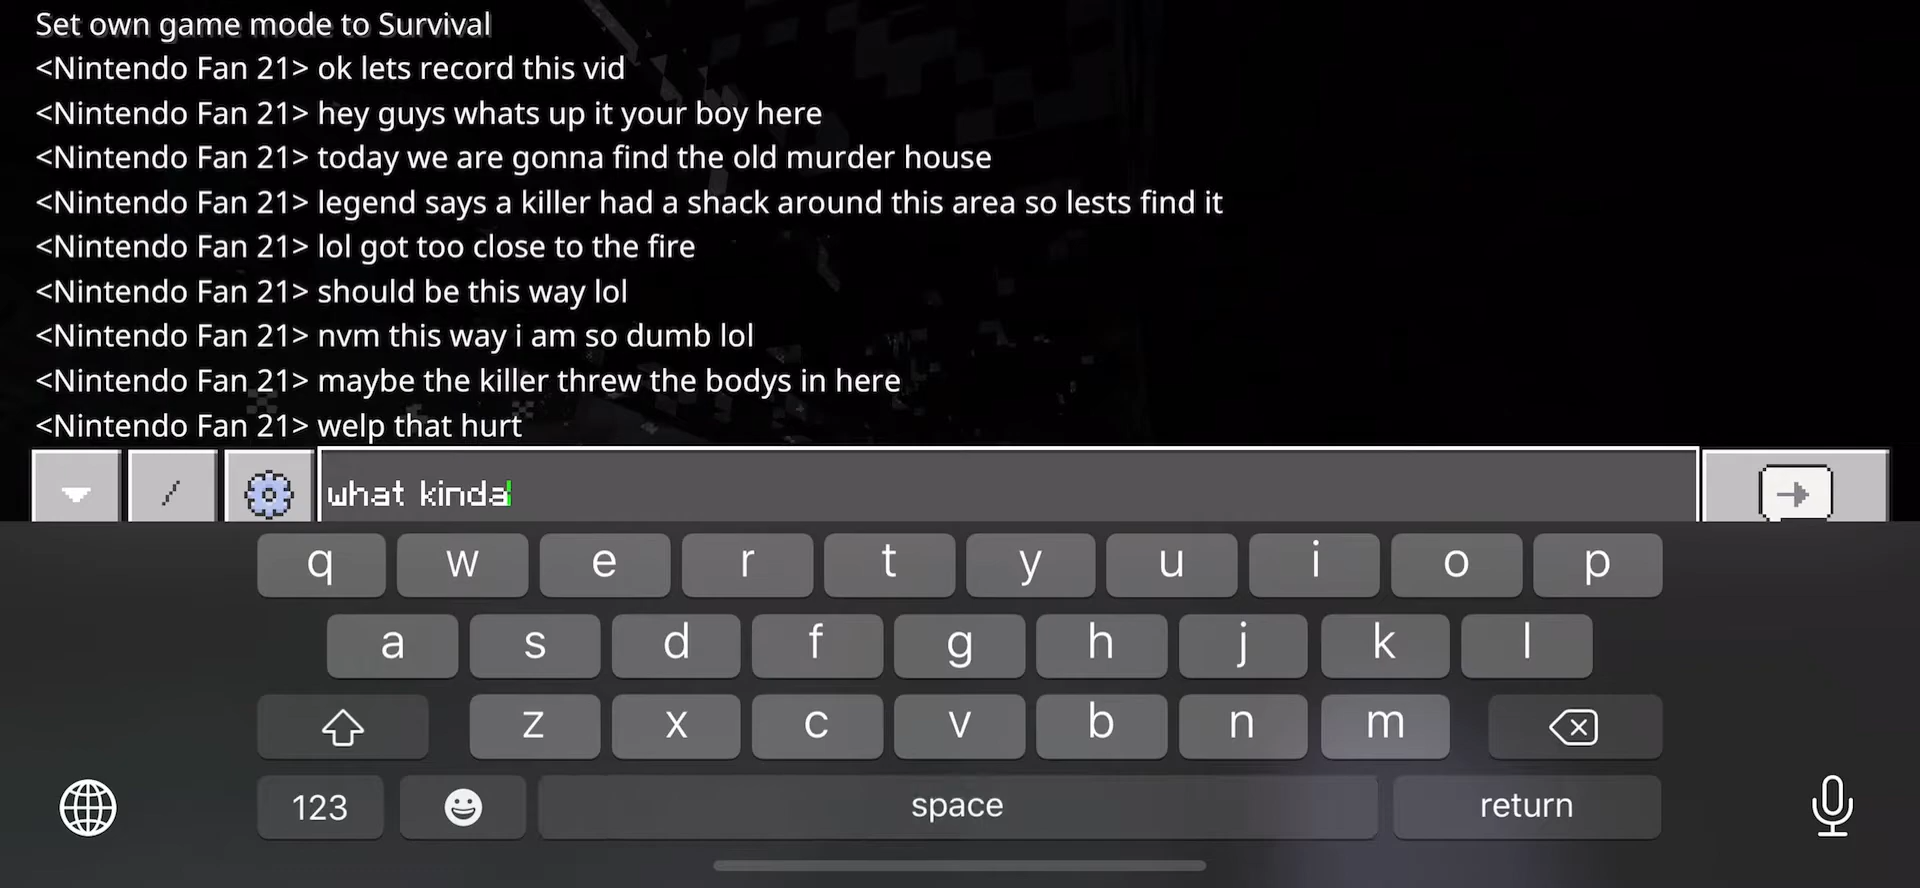 Set own game mode to Survival
<Nintendo Fan 21> ok lets record this vid
<Nintendo Fan 21> hey guys whats up it your boy here
<Nintendo Fan 21> today we are gonna find the old murder house
<Nintendo Fan 21> legend says a killer had a shack around this area so lests find it
<Nintendo Fan 21> lol got too close to the fire
<Nintendo Fan 21> should be this way lol
<Nintendo Fan 21> nvm this way i am so dumb lol
<Nintendo Fan 21> maybe the killer threw the bodys in here
<Nintendo Fan 21> welp that hurt
/ what kinda
q w e r t y u i o p
a s d f g h j k l
z x c v b n m
123 space return